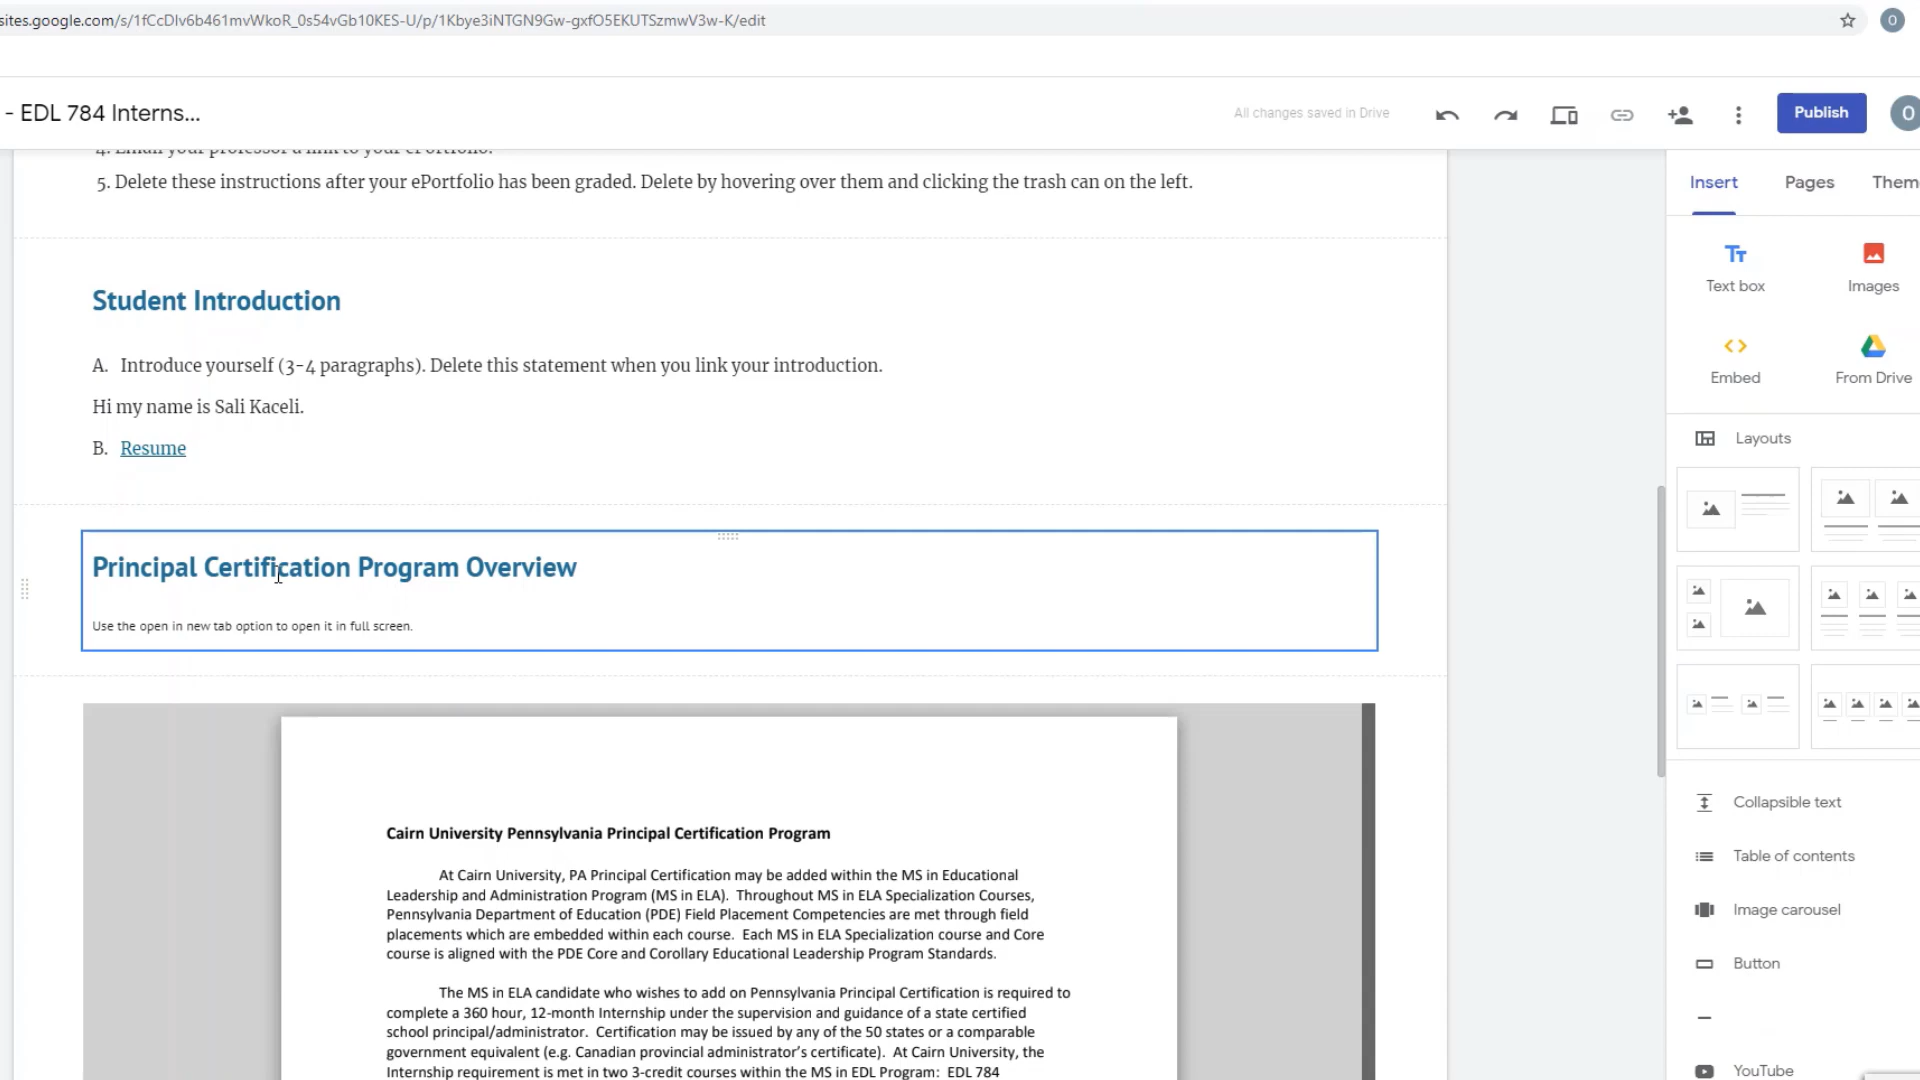 sites.google.com/s/1fCcDlv6b461mvWkoR_0s54vGb10KES-U/p/1Kbye3iNTGN9Gw-gxfO5EKUTSzmwV3w-K/edit
O
- EDL 784 Interns...
All changes saved in Drive
Publish
O
4. Email your professor a link to your ePortfolio.
5. Delete these instructions after your ePortfolio has been graded. Delete by hovering over them and clicking the trash can on the left.
Student Introduction
A. Introduce yourself (3-4 paragraphs). Delete this statement when you link your introduction.
Hi my name is Sali Kaceli.
B. Resume
Principal Certification Program Overview
Use the open in new tab option to open it in full screen.
Cairn University Pennsylvania Principal Certification Program
At Cairn University, PA Principal Certification may be added within the MS in Educational
Leadership and Administration Program (MS in ELA). Throughout MS in ELA Specialization Courses,
Pennsylvania Department of Education (PDE) Field Placement Competencies are met through field
placements which are embedded within each course. Each MS in ELA Specialization course and Core
course is aligned with the PDE Core and Corollary Educational Leadership Program Standards.
The MS in ELA candidate who wishes to add on Pennsylvania Principal Certification is required to
complete a 360 hour, 12-month Internship under the supervision and guidance of a state certified
school principal/administrator. Certification may be issued by any of the 50 states or a comparable
government equivalent (e.g. Canadian provincial administrator's certificate). At Cairn University, the
Internship requirement is met in two 3-credit courses within the MS in EDL Program: EDL 784
Insert
Pages
Them
Text box
Images
Embed
From Drive
Layouts
Collapsible text
Table of contents
Image carousel
Button
YouTube